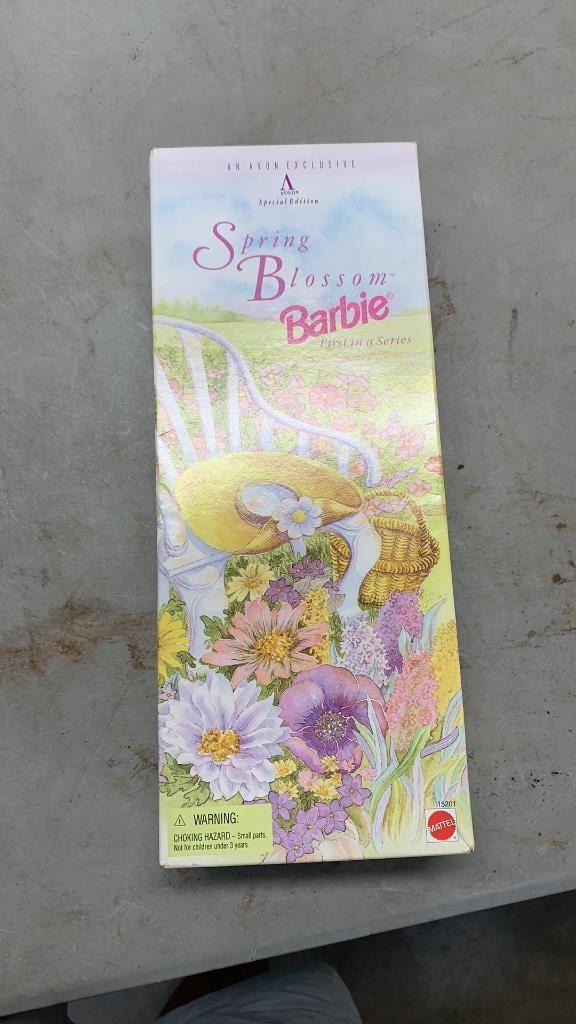 AN AVON EXCLUSIVE
A
AVON®
Special Edition
Spring
Blossom™
Barbie®
First in a Series
⚠ WARNING:
CHOKING HAZARD – Small parts.
Not for children under 3 years.
15201
MATTEL